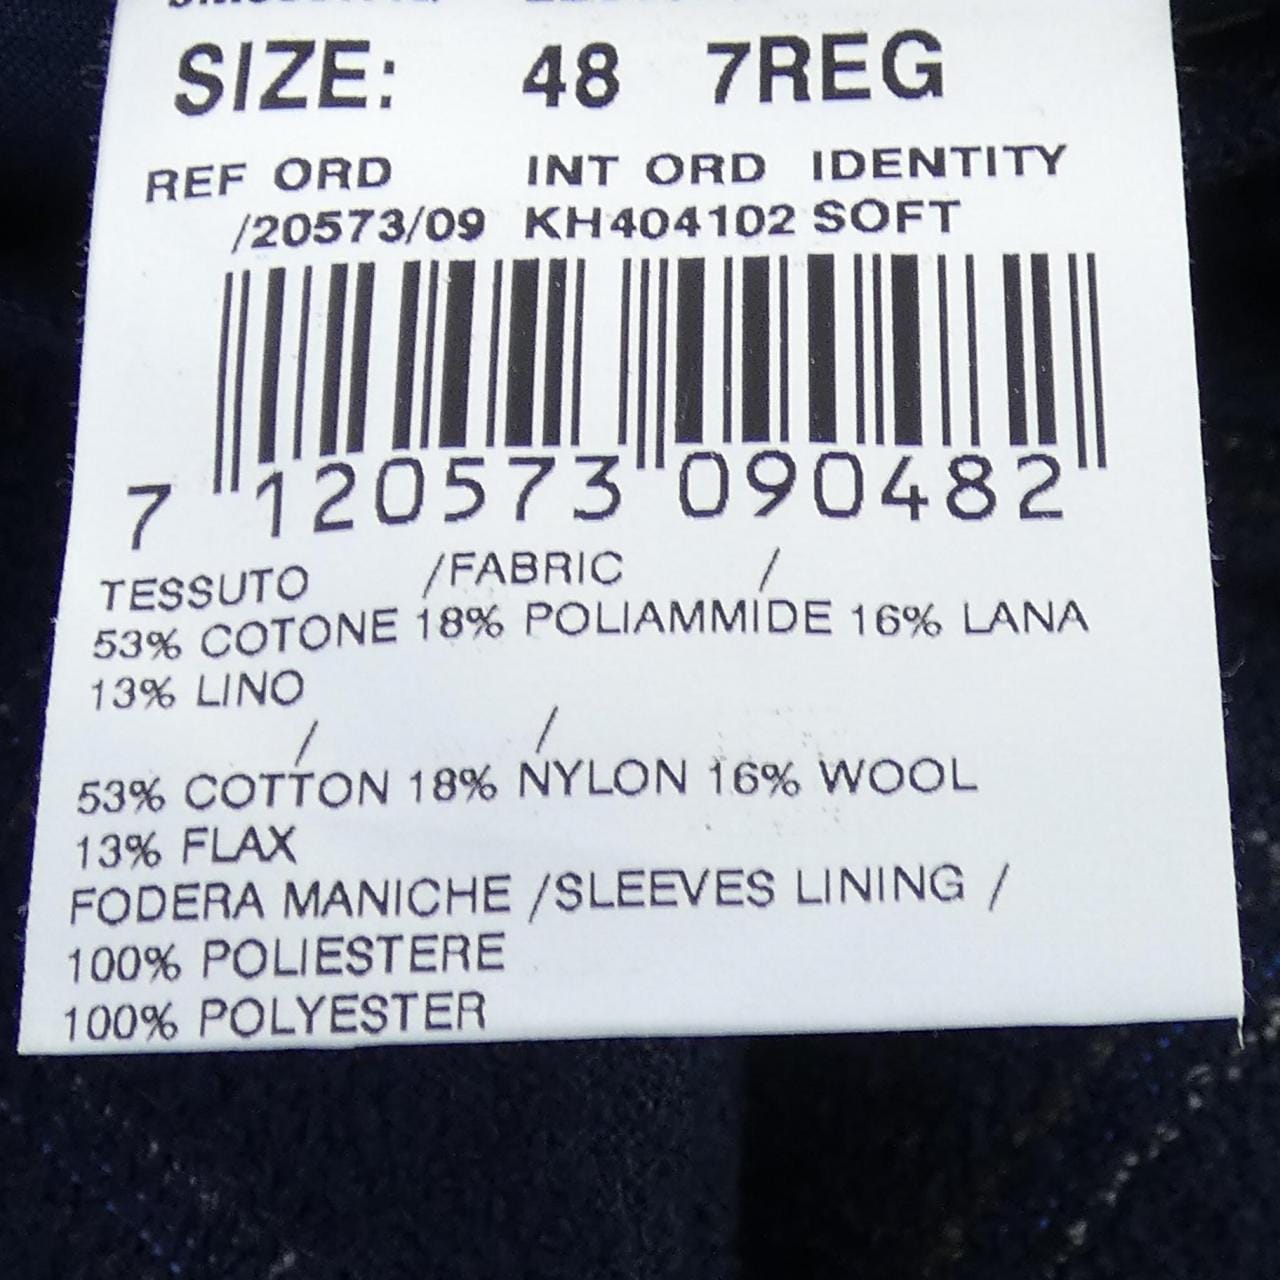 SIZE: 48 7REG
REF ORD INT ORD IDENTITY
/20573/09 KH404102 SOFT
7 120573 090482
TESSUTO /FABRIC /
53% COTONE 18% POLIAMMIDE 16% LANA
13% LINO
/ /
53% COTTON 18% NYLON 16% WOOL
13% FLAX
FODERA MANICHE /SLEEVES LINING /
100% POLIESTERE
100% POLYESTER